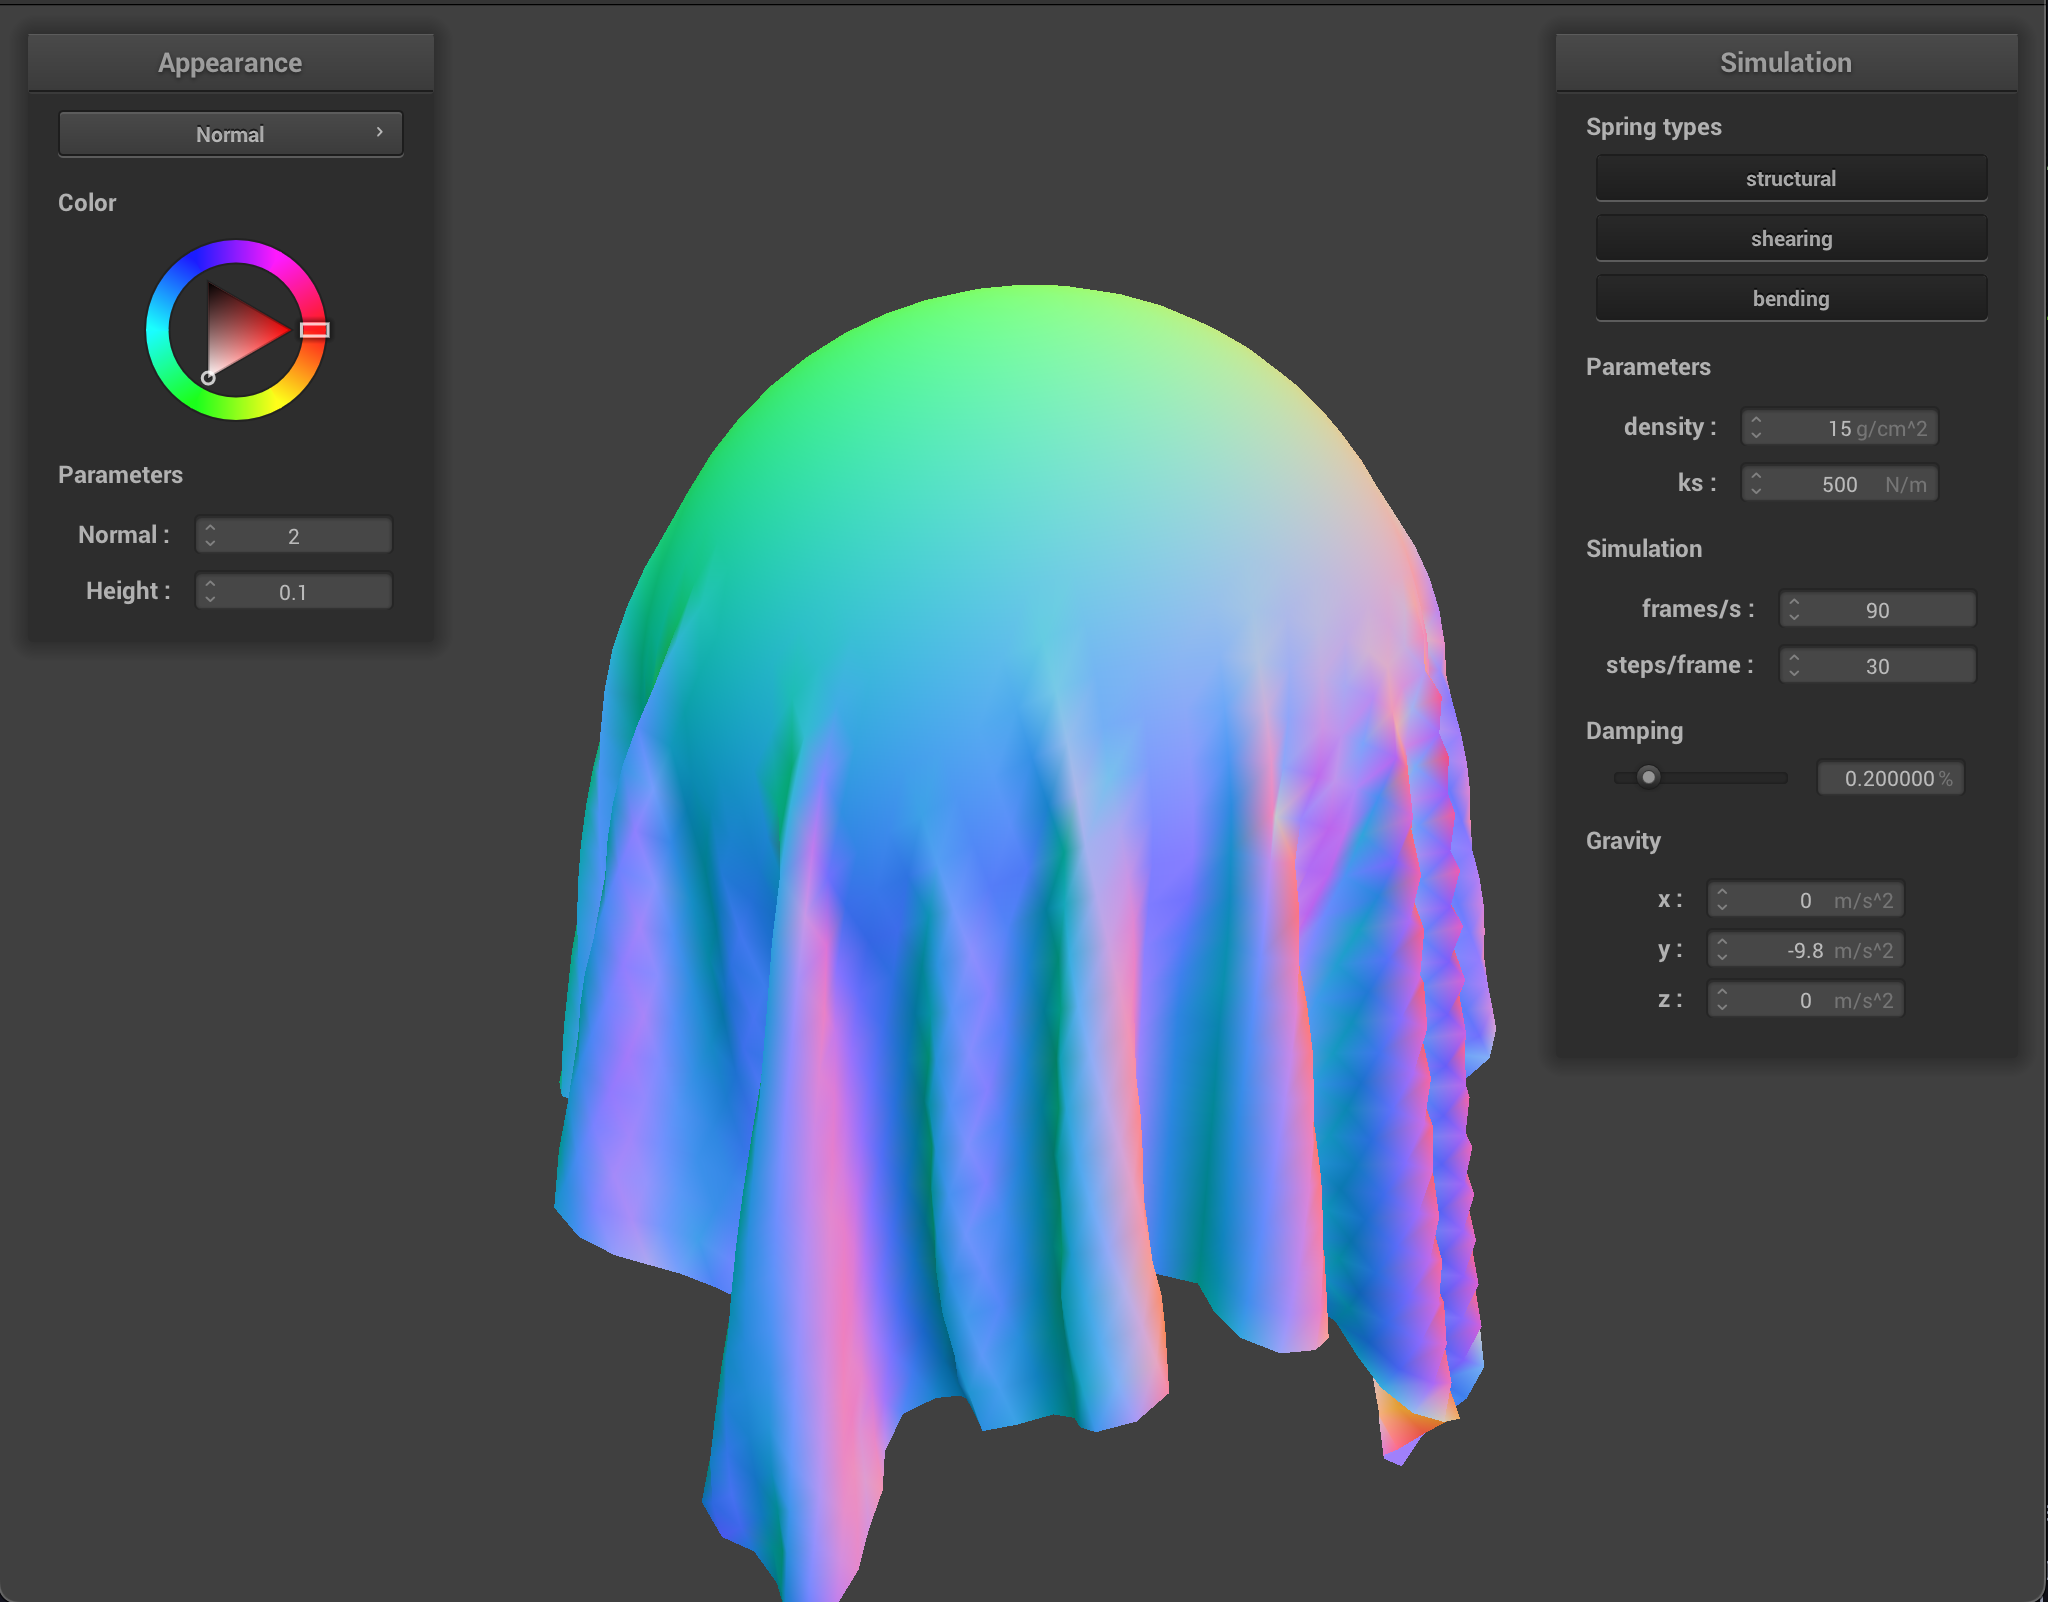 Appearance
Normal
Color
Parameters
Normal : 2
Height : 0.1
Simulation
Spring types
structural
shearing
bending
Parameters
density : 15 g/cm^2
ks : 500 N/m
Simulation
frames/s : 90
steps/frame : 30
Damping
0.200000 %
Gravity
x : 0 m/s^2
y : -9.8 m/s^2
z : 0 m/s^2